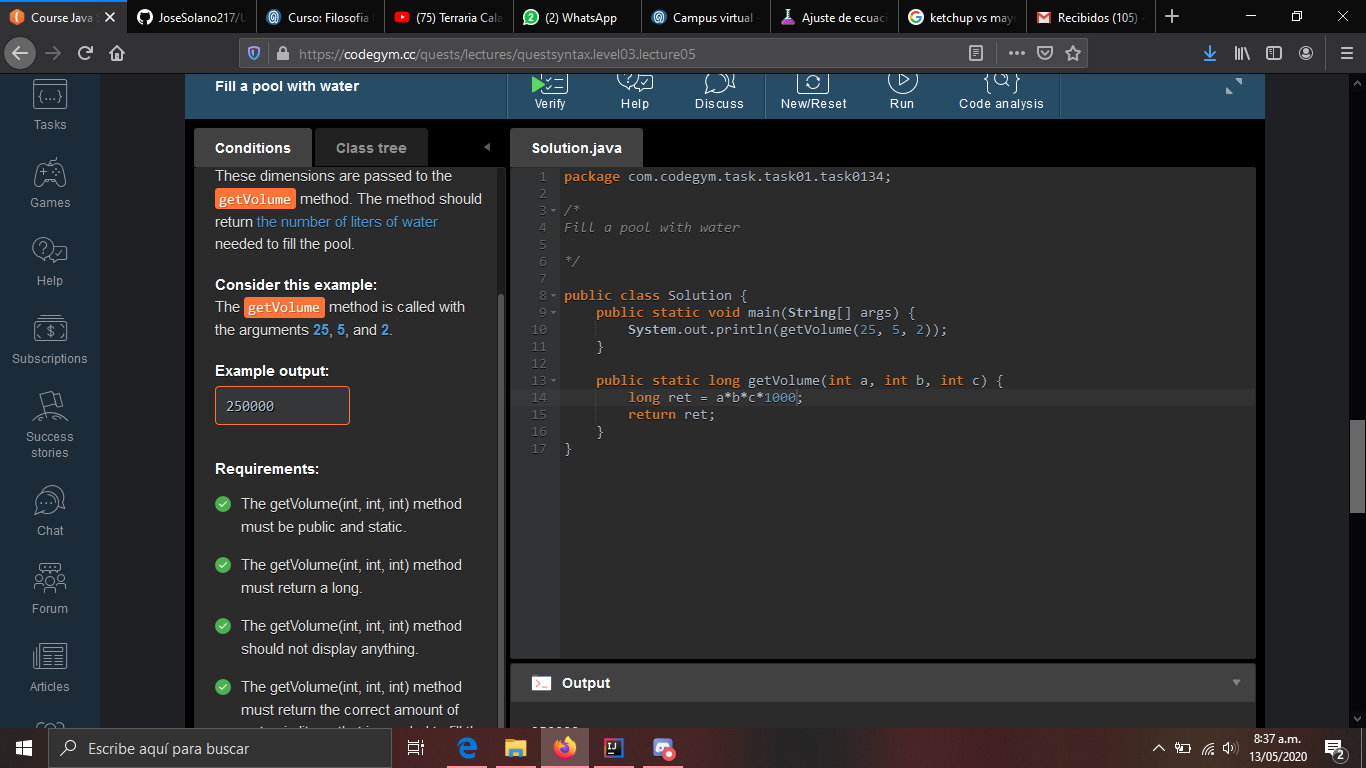 Course Java S
JoseSolano217/U
Curso: Filosofia
(75) Terraria Cala
(2) WhatsApp
Campus virtual -
Ajuste de ecuaci
ketchup vs mayo
Recibidos (105) -
https://codegym.cc/quests/lectures/questsyntax.level03.lecture05
Tasks
Games
Help
Subscriptions
Success
stories
Chat
Forum
Articles
Fill a pool with water
Verify
Help
Discuss
New/Reset
Run
Code analysis
Conditions
Class tree
These dimensions are passed to the
getVolume method. The method should
return the number of liters of water
needed to fill the pool.
Consider this example:
The getVolume method is called with
the arguments 25, 5, and 2.
Example output:
250000
Requirements:
The getVolume(int, int, int) method
must be public and static.
The getVolume(int, int, int) method
must return a long.
The getVolume(int, int, int) method
should not display anything.
The getVolume(int, int, int) method
must return the correct amount of
Solution.java
1 package com.codegym.task.task01.task0134;
2
3 /*
4 Fill a pool with water
5
6 */
7
8 public class Solution {
9 public static void main(String[] args) {
10 System.out.println(getVolume(25, 5, 2));
11 }
12
13 public static long getVolume(int a, int b, int c) {
14 long ret = a*b*c*1000;
15 return ret;
16 }
17 }
Output
Escribe aquí para buscar
8:37 a.m.
13/05/2020
2